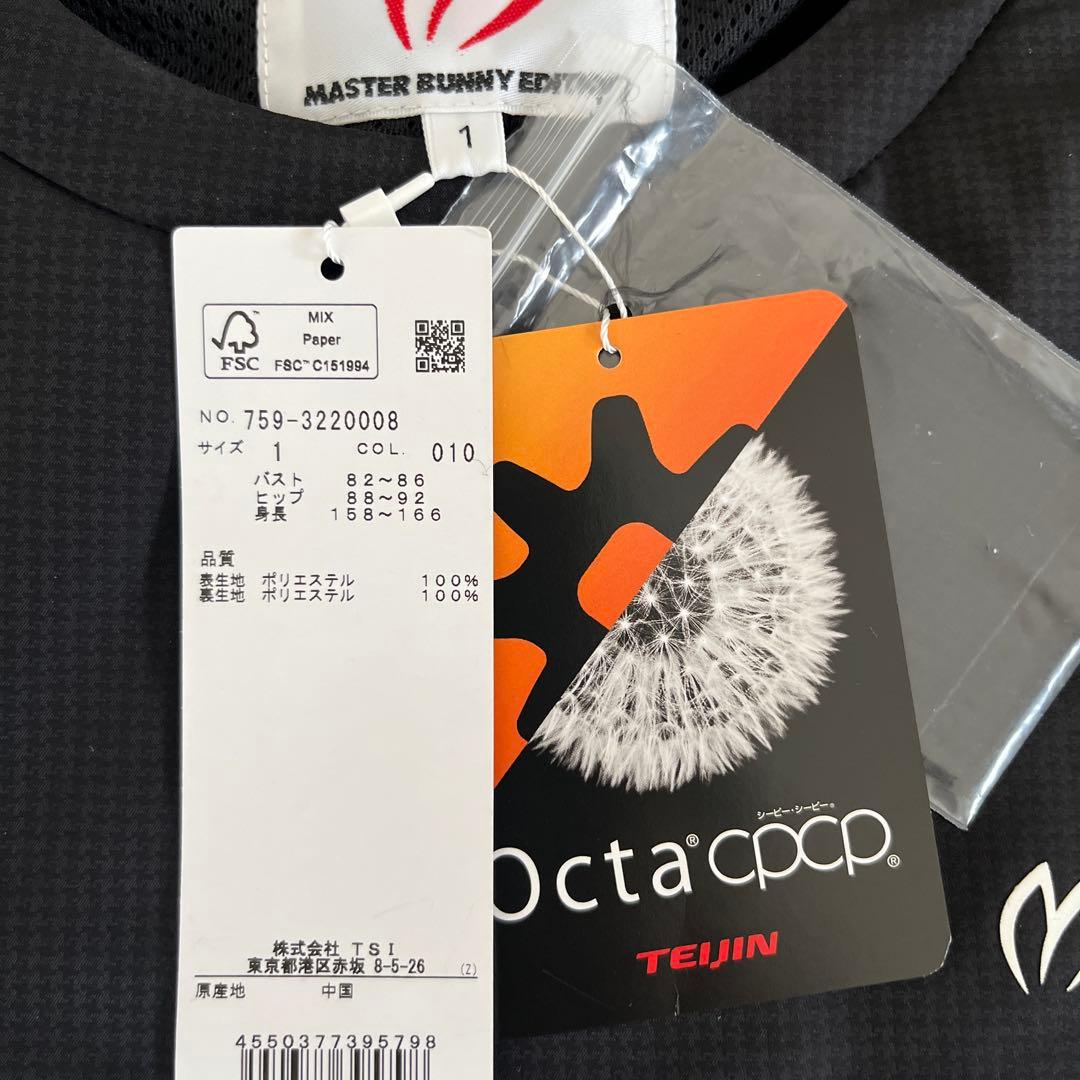 MASTER BUNNY
1
MIX
Paper
FSC
FSC™ C151994
NO. 759-3220008
サイズ 1 COL. 010
バスト 82～86
ヒップ 88～92
身長 158～166
品質
表生地 ポリエステル 100%
裏生地 ポリエステル 100%
株式会社 TSI
東京都港区赤坂 8-5-26 (Z)
原産地 中国
4550377395798
シーピー・シーピー®
Octa® CPCP®
TEIJIN